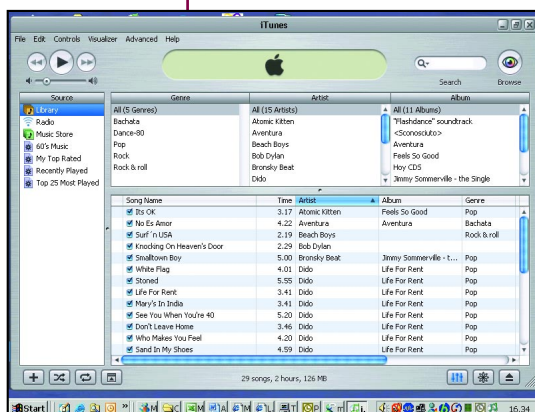 iTunes
File Edit Controls Visualizer Advanced Help
Search Browse
Source
Library
Radio
Music Store
60's Music
My Top Rated
Recently Played
Top 25 Most Played
Genre
All (5 Genres)
Bachata
Dance-80
Pop
Rock
Rock & roll
Artist
All (15 Artists)
Atomic Kitten
Aventura
Beach Boys
Bob Dylan
Bronsky Beat
Dido
Album
All (11 Albums)
"Flashdance" soundtrack
<Sconosciuto>
Aventura
Feels So Good
Hoy CDS
Jimmy Sommerville - the Single
Song Name Time Artist Album Genre
Its OK 3.17 Atomic Kitten Feels So Good Pop
No Es Amor 4.22 Aventura Aventura Bachata
Surf 'n USA 2.19 Beach Boys Rock & roll
Knocking On Heaven's Door 2.29 Bob Dylan
Smalltown Boy 5.00 Bronsky Beat Jimmy Sommerville - t... Pop
White Flag 4.01 Dido Life For Rent Pop
Stoned 5.55 Dido Life For Rent Pop
Life For Rent 3.41 Dido Life For Rent Pop
Mary's In India 3.41 Dido Life For Rent Pop
See You When You're 40 5.20 Dido Life For Rent Pop
Don't Leave Home 3.46 Dido Life For Rent Pop
Who Makes You Feel 4.20 Dido Life For Rent Pop
Sand In My Shoes 4.59 Dido Life For Rent Pop
29 songs, 2 hours, 126 MB
Start 16.34